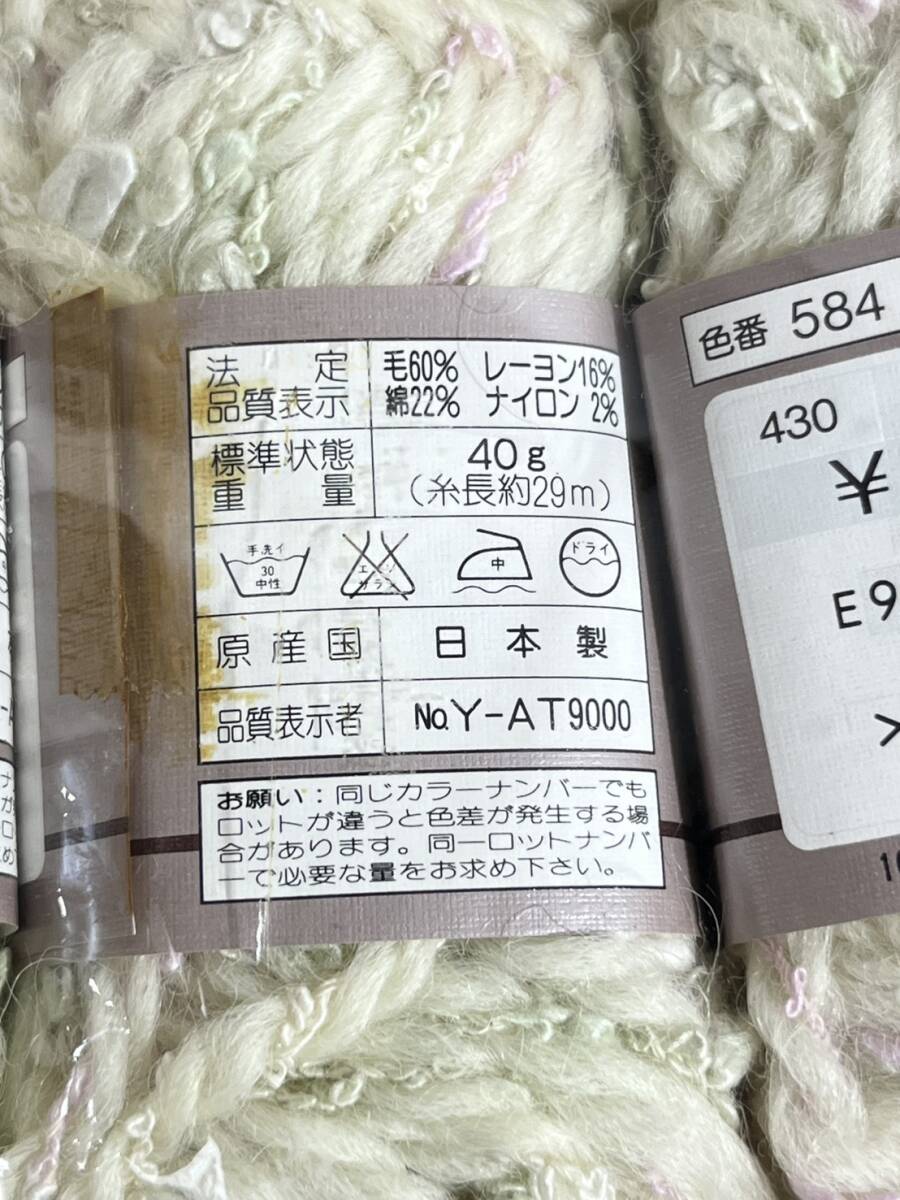 法定 毛60% レーヨン16%
品質表示 綿22% ナイロン 2%
標準状態 40g
重量 (糸長約29m)
手洗イ
30
中性
エンソ
サラシ
中
ドライ
原産国 日本製
品質表示者 No.Y-AT9000
お願い:同じカラーナンバーでも
ロットが違うと色差が発生する場
合があります。同一ロットナンバ
ーで必要な量をお求め下さい。
色番 584
430
¥
E9